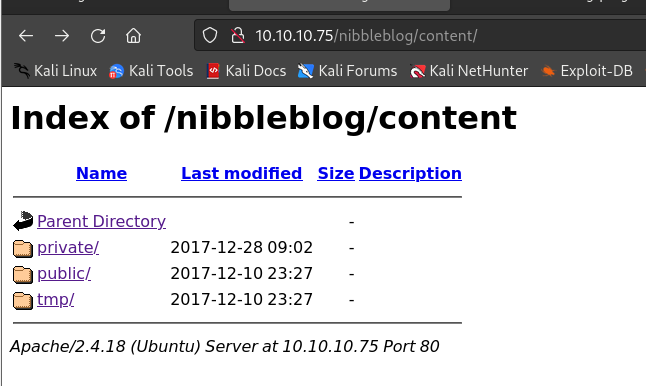 10.10.10.75/nibbleblog/content/
Kali Linux Kali Tools Kali Docs Kali Forums Kali NetHunter Exploit-DB
Index of /nibbleblog/content
Name Last modified Size Description
Parent Directory -
private/ 2017-12-28 09:02 -
public/ 2017-12-10 23:27 -
tmp/ 2017-12-10 23:27 -
Apache/2.4.18 (Ubuntu) Server at 10.10.10.75 Port 80